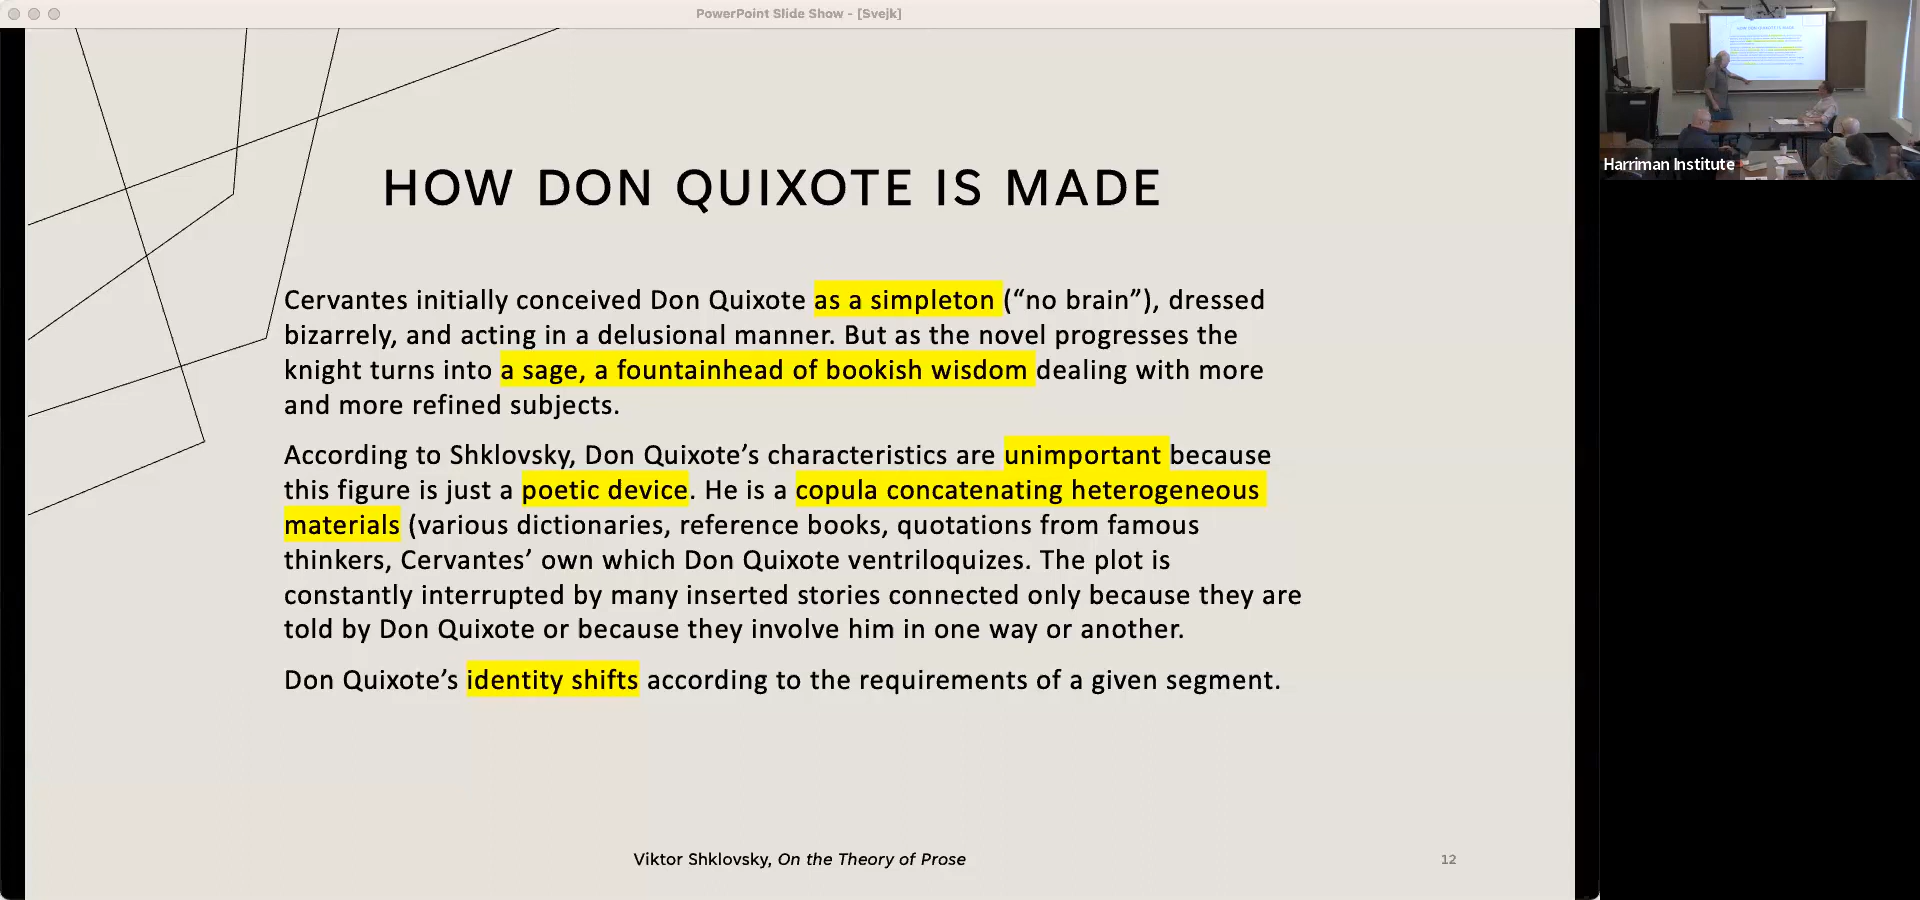 PowerPoint Slide Show - [Svejk]
HOW DON QUIXOTE IS MADE
Cervantes initially conceived Don Quixote as a simpleton (“no brain”), dressed
bizarrely, and acting in a delusional manner. But as the novel progresses the
knight turns into a sage, a fountainhead of bookish wisdom dealing with more
and more refined subjects.
According to Shklovsky, Don Quixote’s characteristics are unimportant because
this figure is just a poetic device. He is a copula concatenating heterogeneous
materials (various dictionaries, reference books, quotations from famous
thinkers, Cervantes’ own which Don Quixote ventriloquizes. The plot is
constantly interrupted by many inserted stories connected only because they are
told by Don Quixote or because they involve him in one way or another.
Don Quixote’s identity shifts according to the requirements of a given segment.
Viktor Shklovsky, On the Theory of Prose
12
Harriman Institute